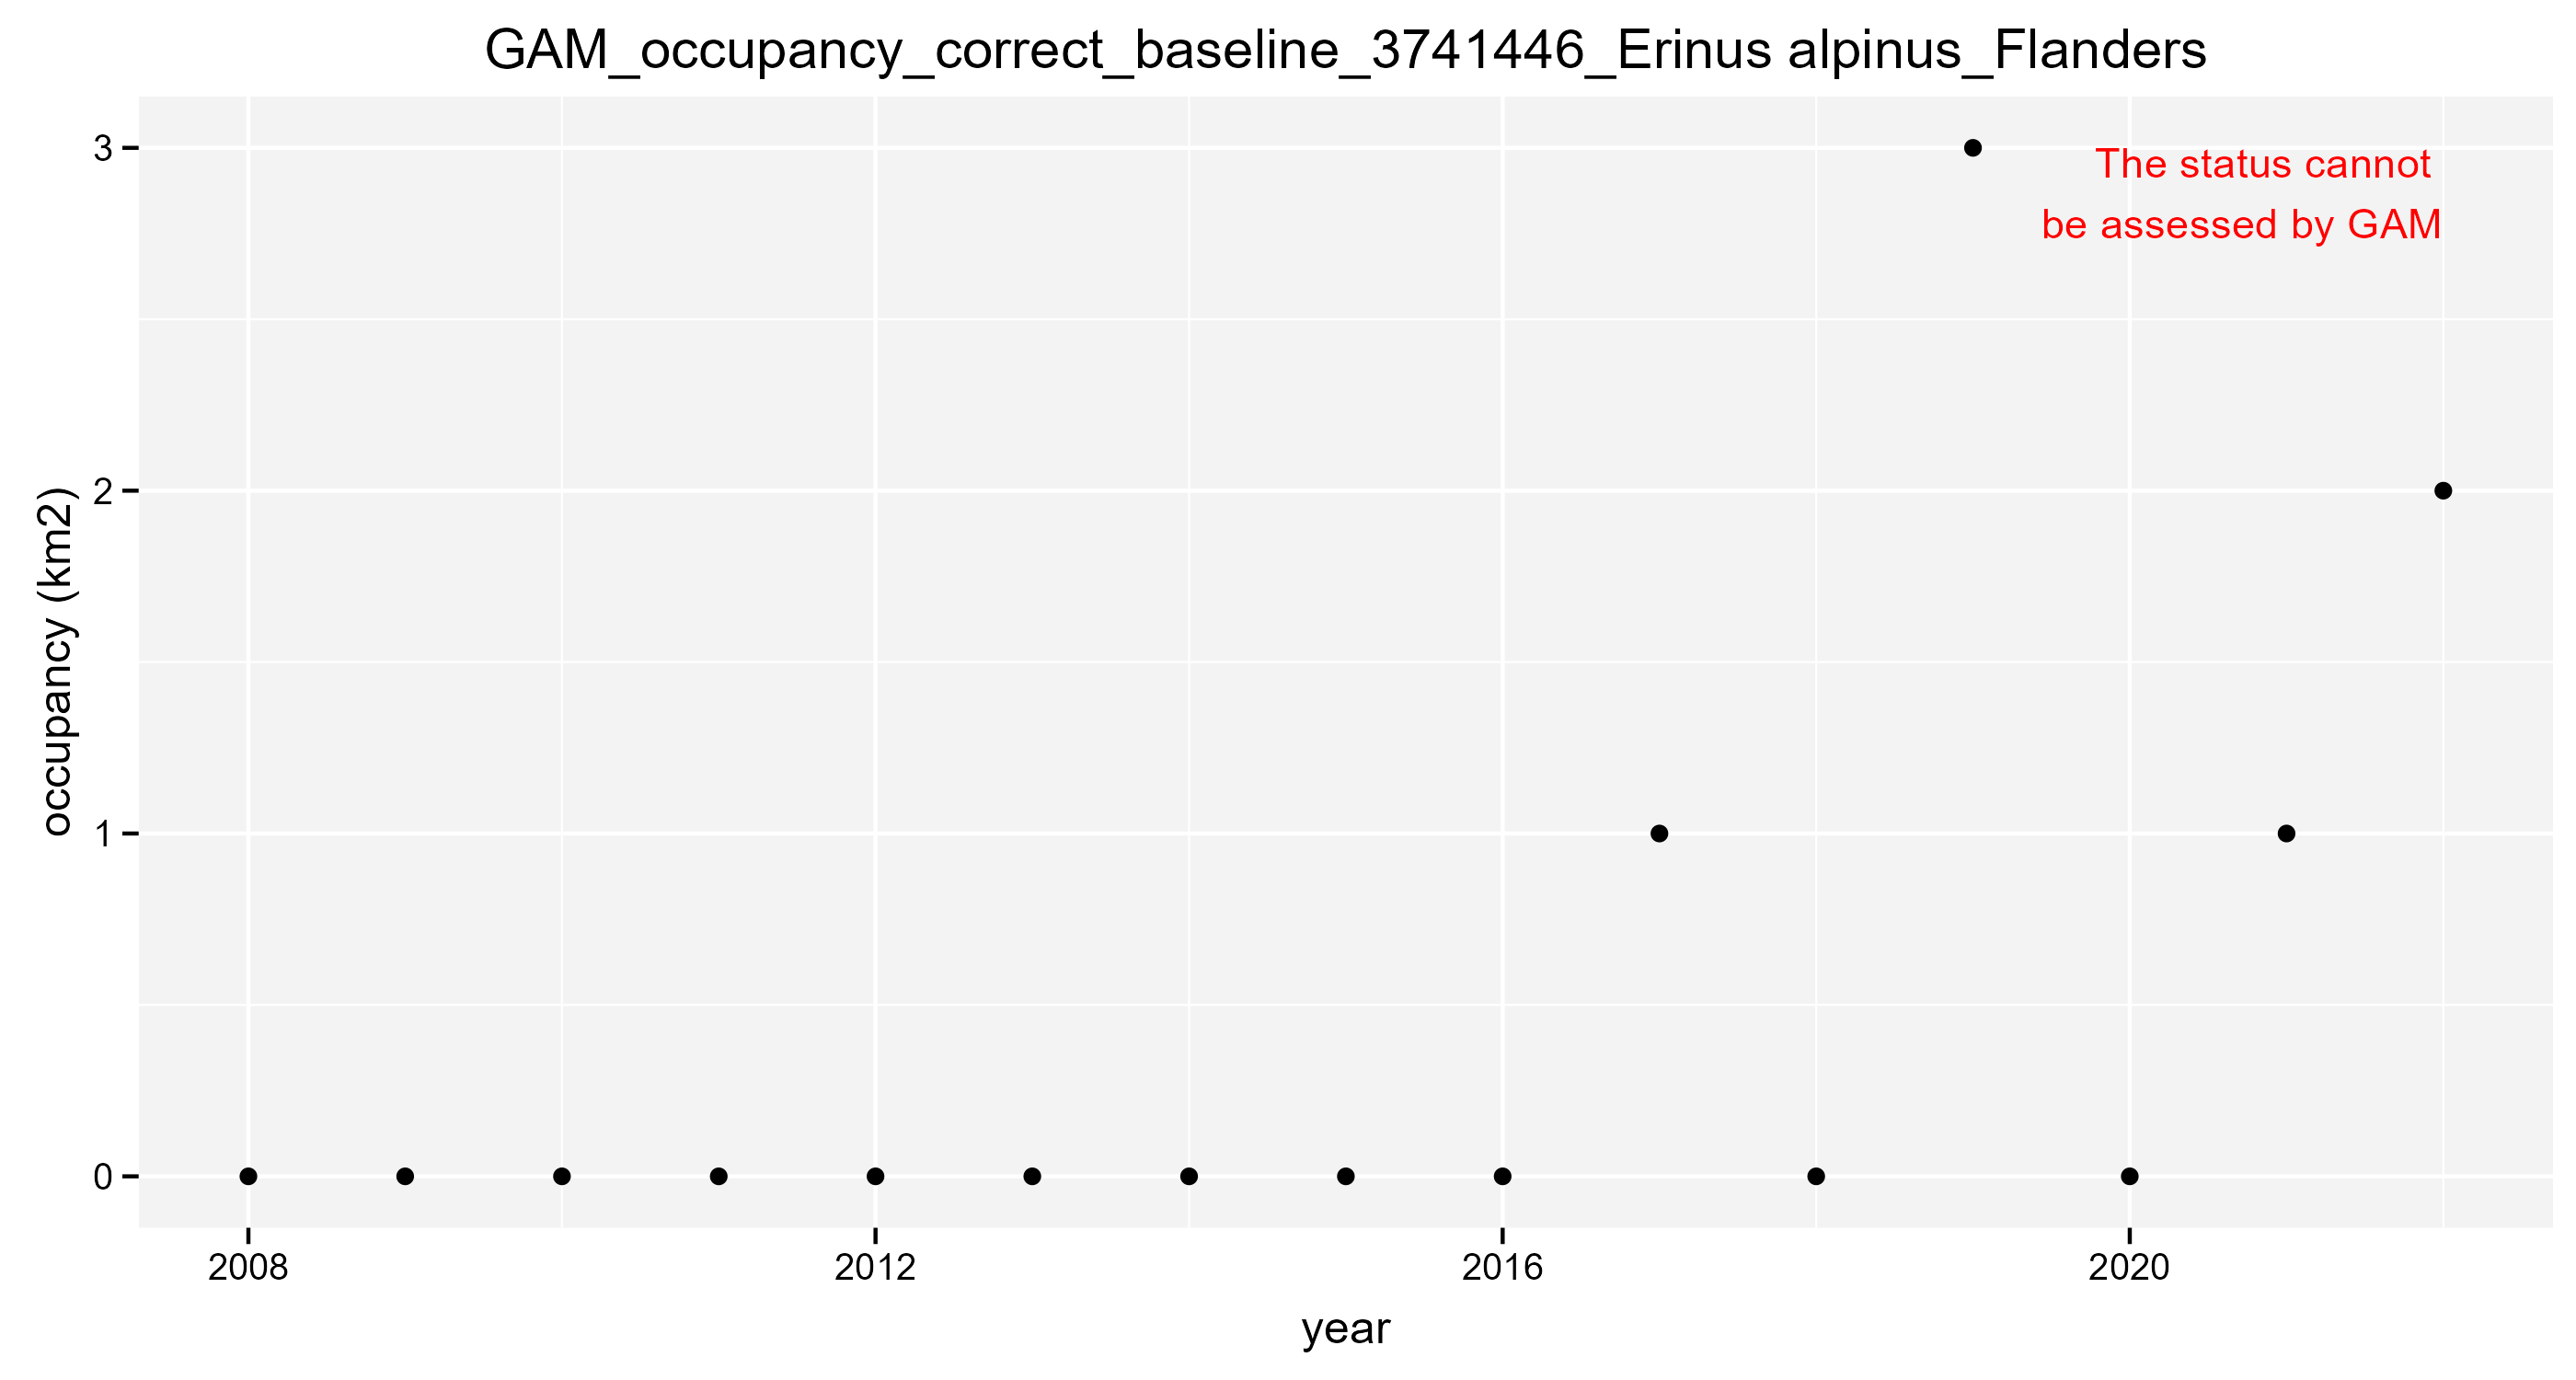 GAM_occupancy_correct_baseline_3741446_Erinus alpinus_Flanders
3
The status cannot
be assessed by GAM
2
occupancy (km2)
1
0
2008 2012 2016 2020
year